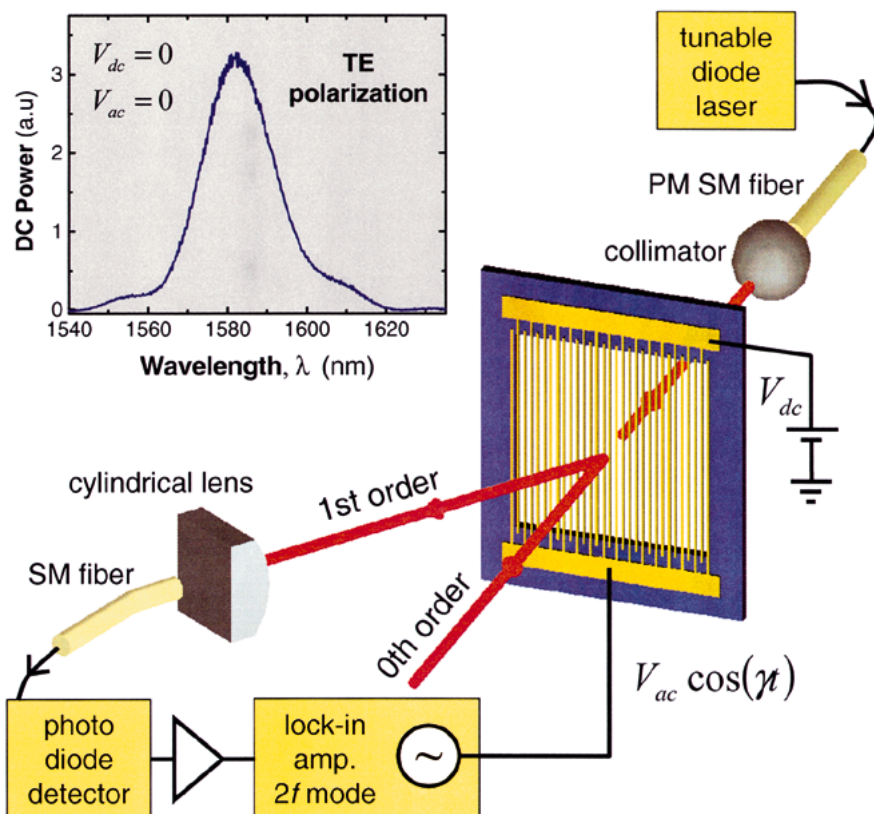 V_dc = 0
V_ac = 0
TE
polarization
DC Power (a.u)
3
2
1
0
1540
1560
1580
1600
1620
Wavelength, λ (nm)
tunable
diode
laser
PM SM fiber
collimator
V_dc
cylindrical lens
1st order
SM fiber
0th order
V_ac cos(γt)
photo
diode
detector
lock-in
amp.
2f mode
~